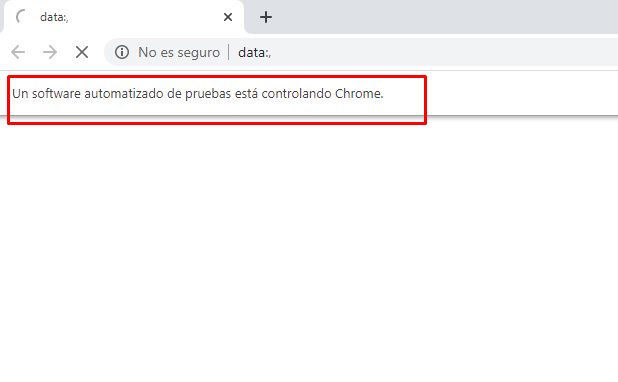 data:,
No es seguro | data:,
Un software automatizado de pruebas está controlando Chrome.